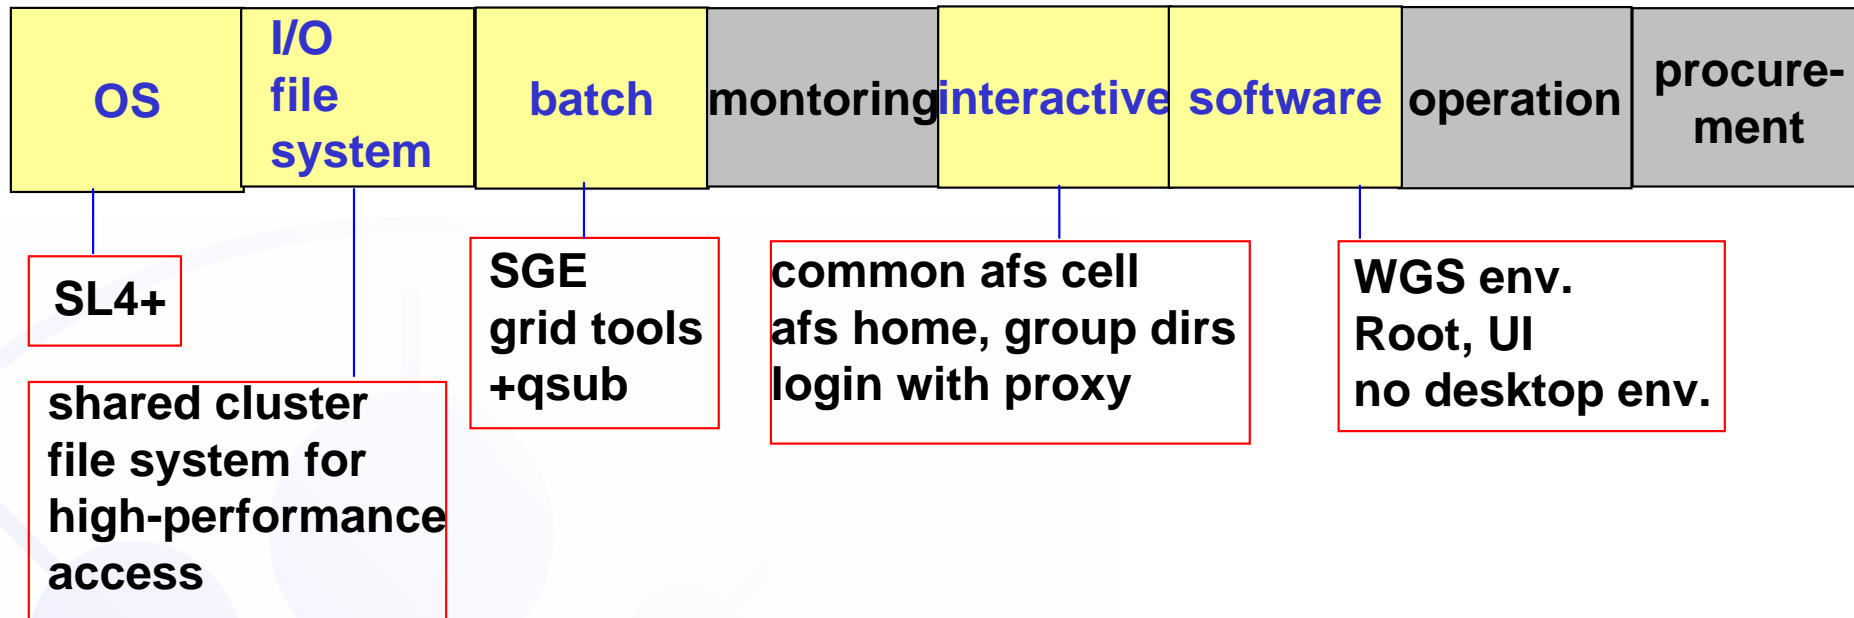 OS
I/O
file
system
batch
montoring
interactive
software
operation
procure-
ment
SL4+
shared cluster
file system for
high-performance
access
SGE
grid tools
+qsub
common afs cell
afs home, group dirs
login with proxy
WGS env.
Root, UI
no desktop env.